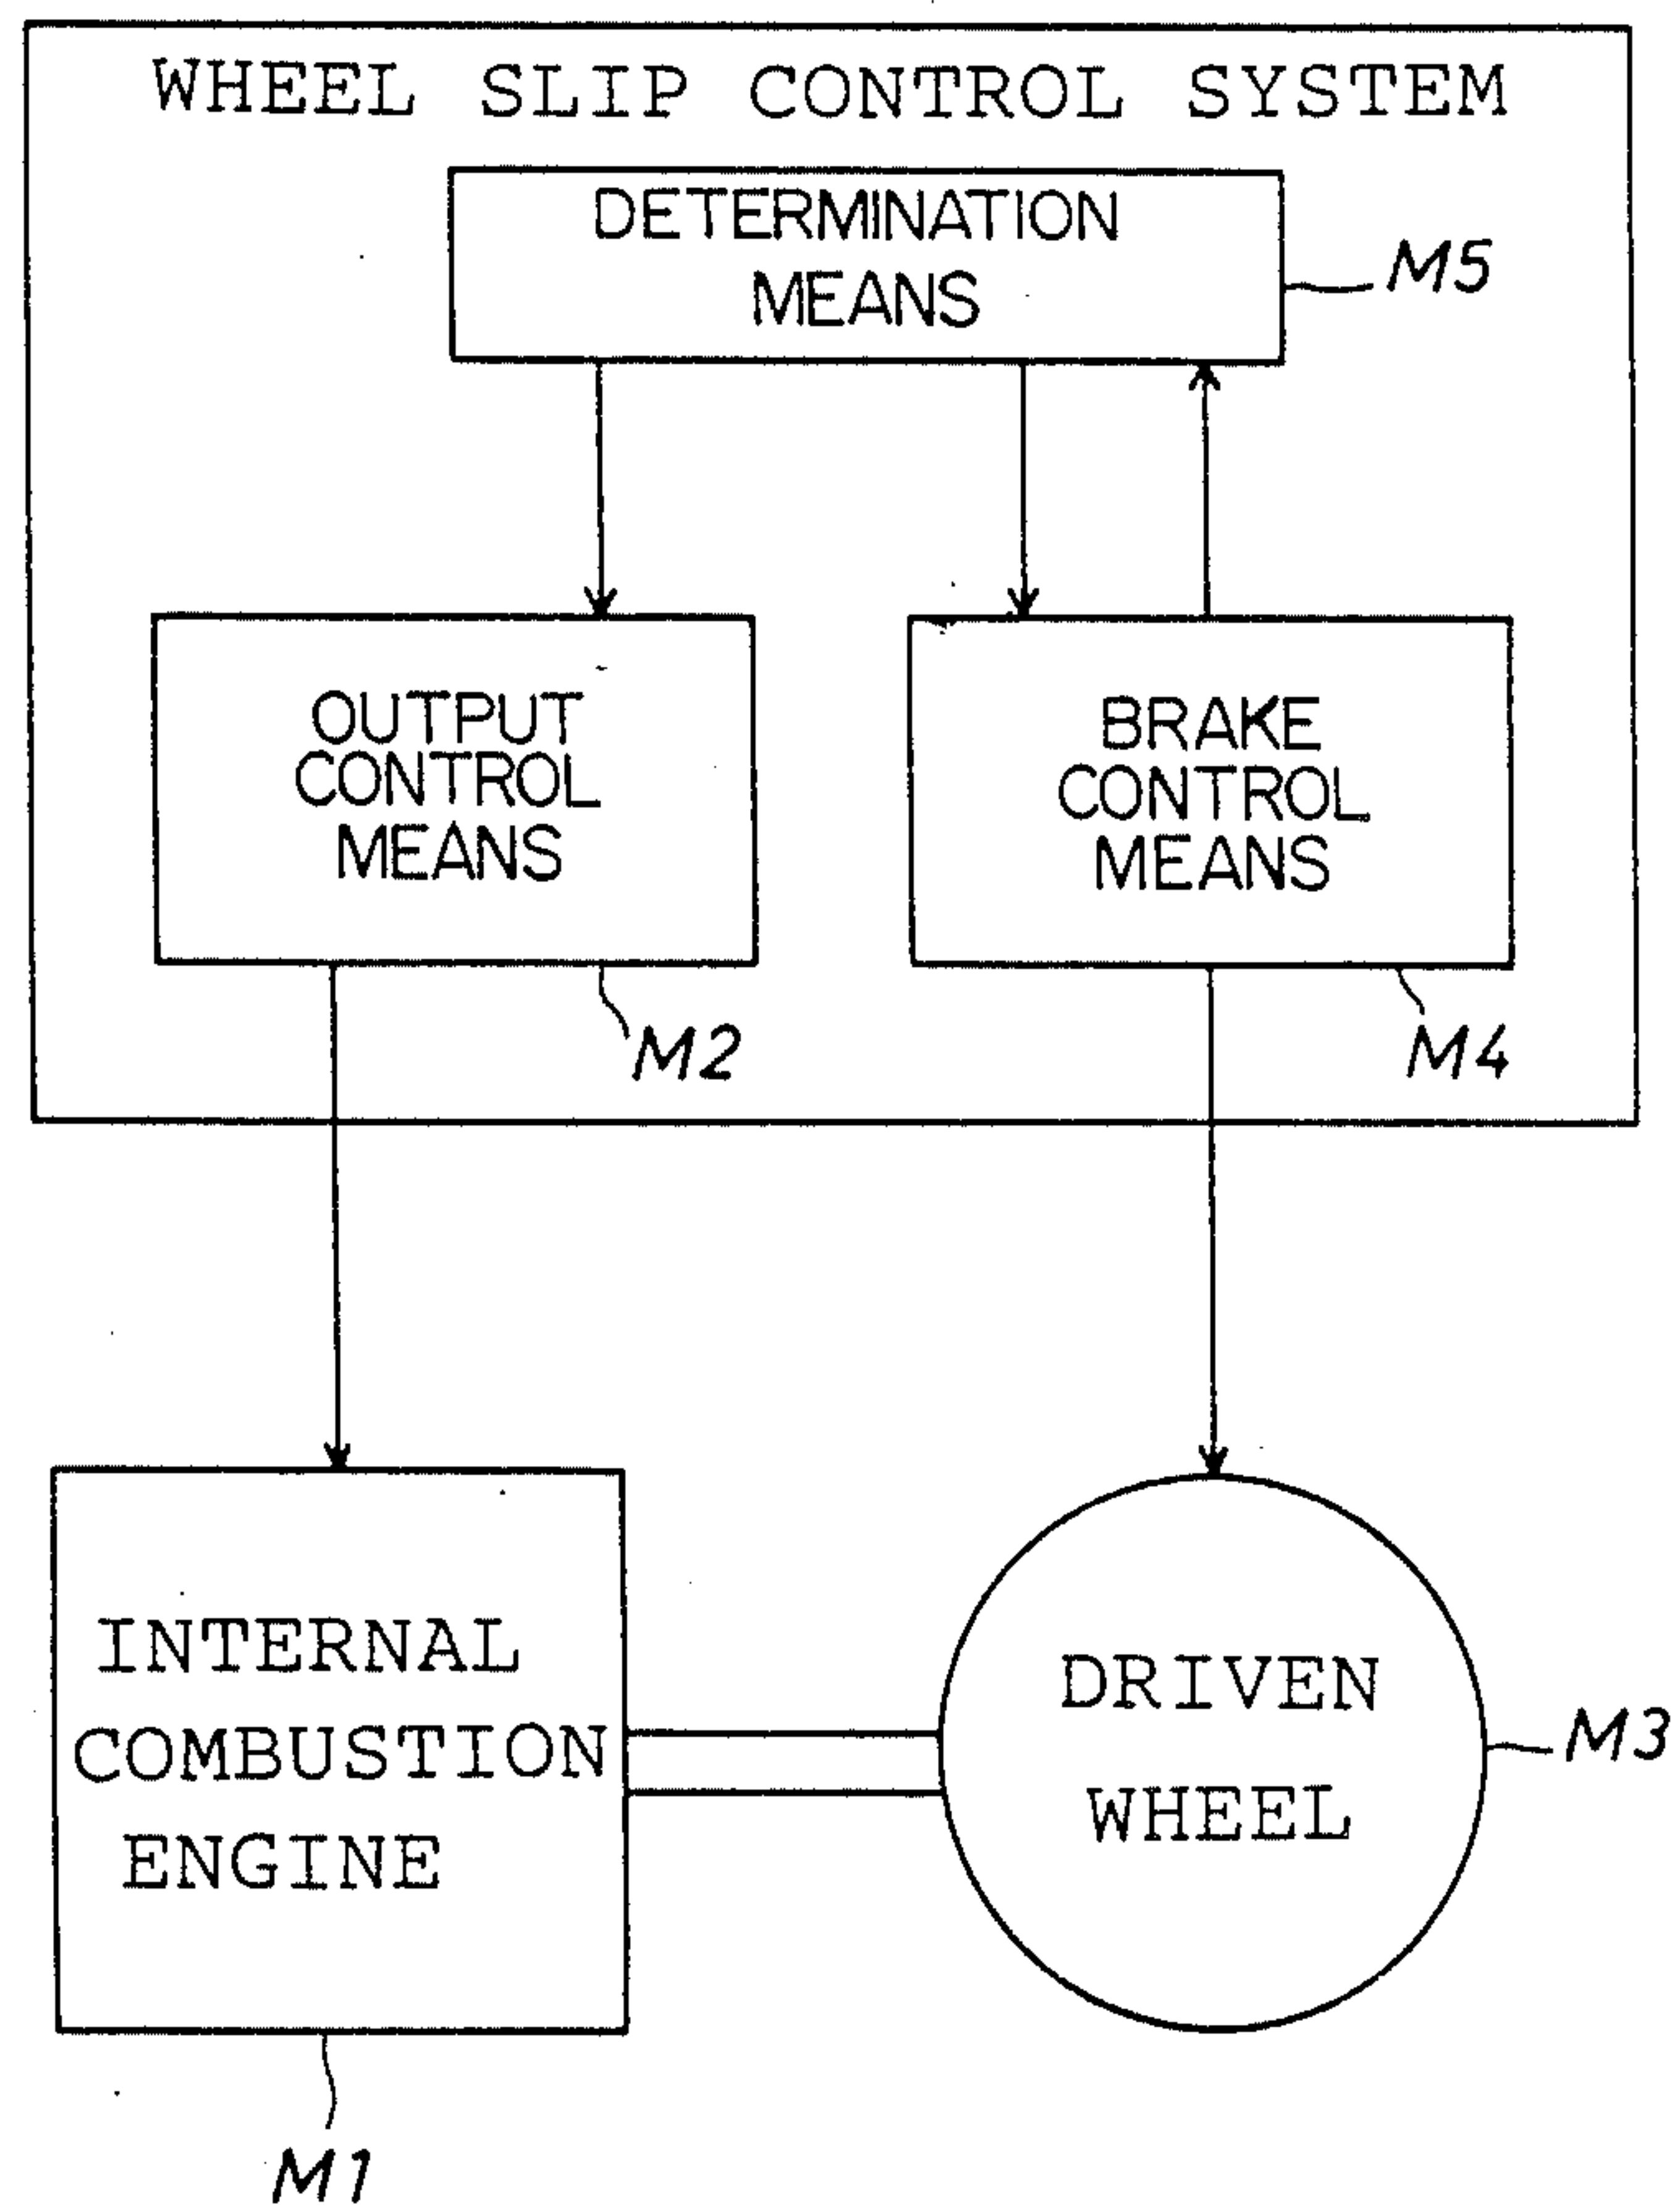 WHEEL SLIP CONTROL SYSTEM
DETERMINATION
MEANS
M5
OUTPUT
CONTROL
MEANS
M2
BRAKE
CONTROL
MEANS
M4
INTERNAL
COMBUSTION
ENGINE
M1
DRIVEN
WHEEL
M3